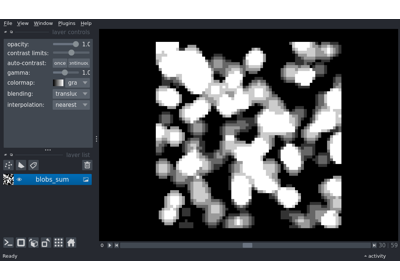 File View Window Plugins Help
layer controls
opacity: 1.0
contrast limits:
auto-contrast: once
gamma: 1.0
colormap: gra
blending: translu
interpolation: nearest
layer list
blobs_sum
0 30 59
Ready activity